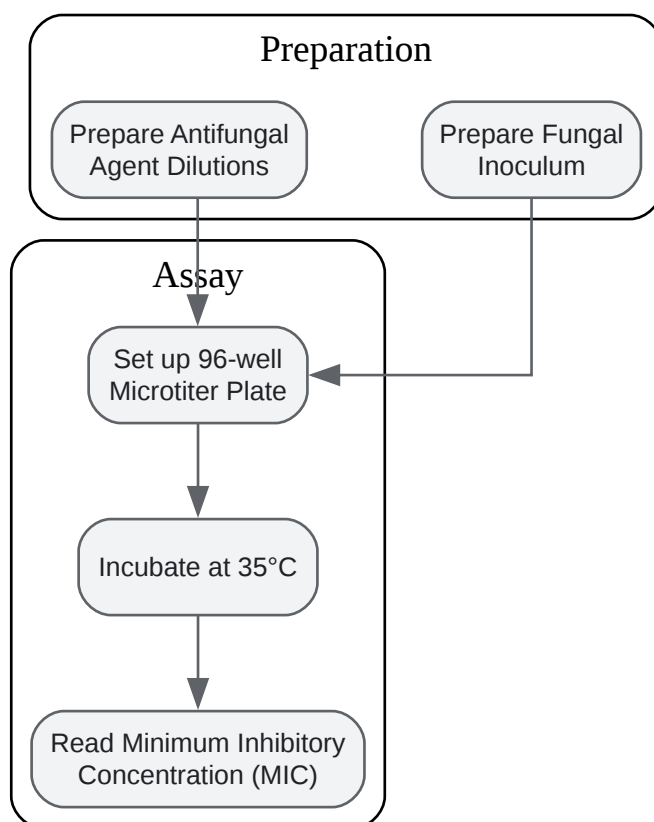 Preparation
Prepare Antifungal
Agent Dilutions
Prepare Fungal
Inoculum
Assay
Set up 96-well
Microtiter Plate
Incubate at 35°C
Read Minimum Inhibitory
Concentration (MIC)